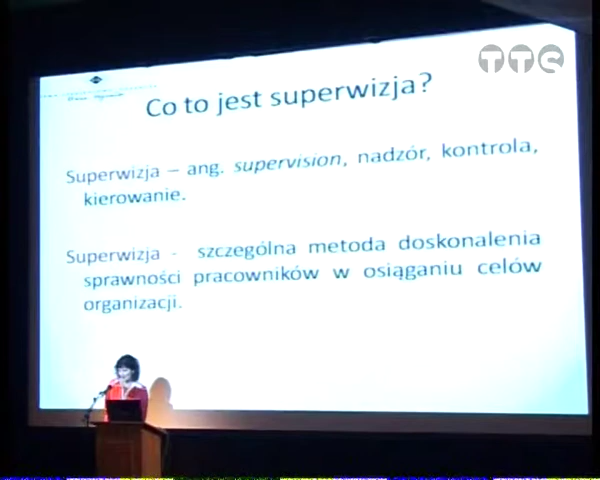 TTC
Co to jest superwizja?
Superwizja – ang. supervision, nadzór, kontrola,
kierowanie.
Superwizja - szczególna metoda doskonalenia
sprawności pracowników w osiąganiu celów
organizacji.